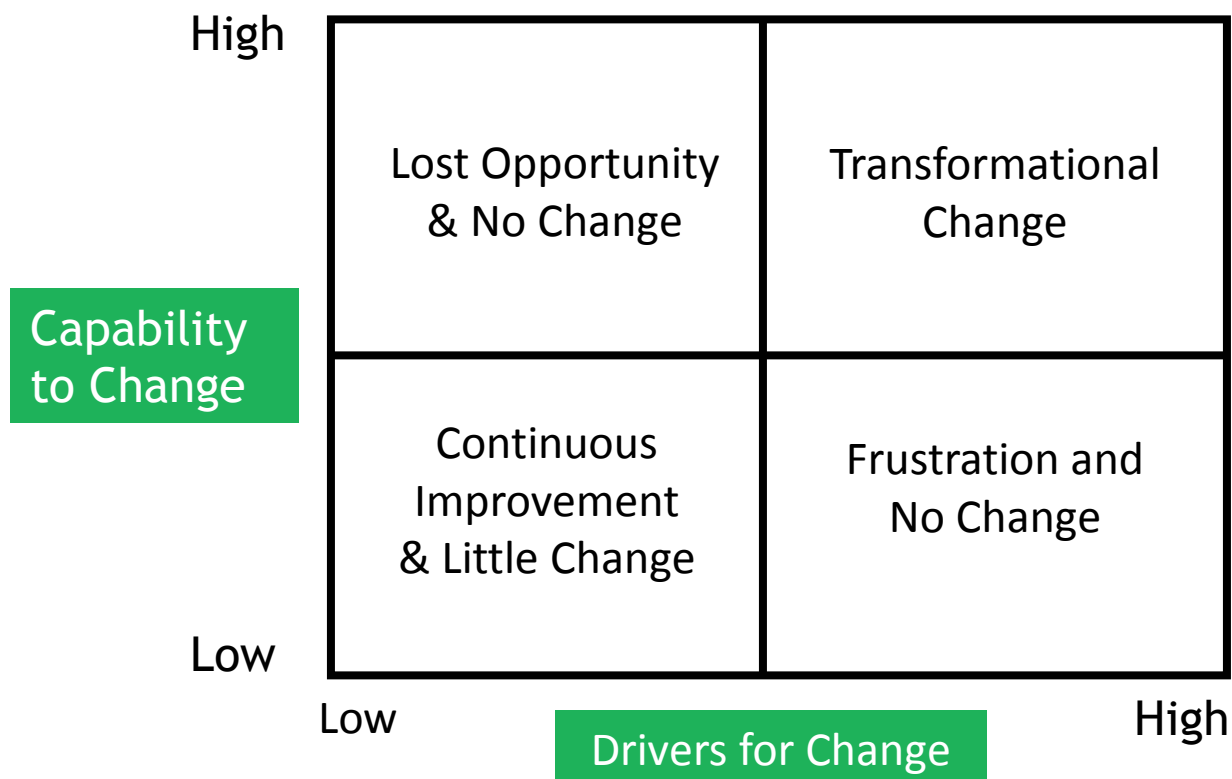 High
Lost Opportunity
& No Change
Transformational
Change
Capability
to Change
Continuous
Improvement
& Little Change
Frustration and
No Change
Low
Low
High
Drivers for Change